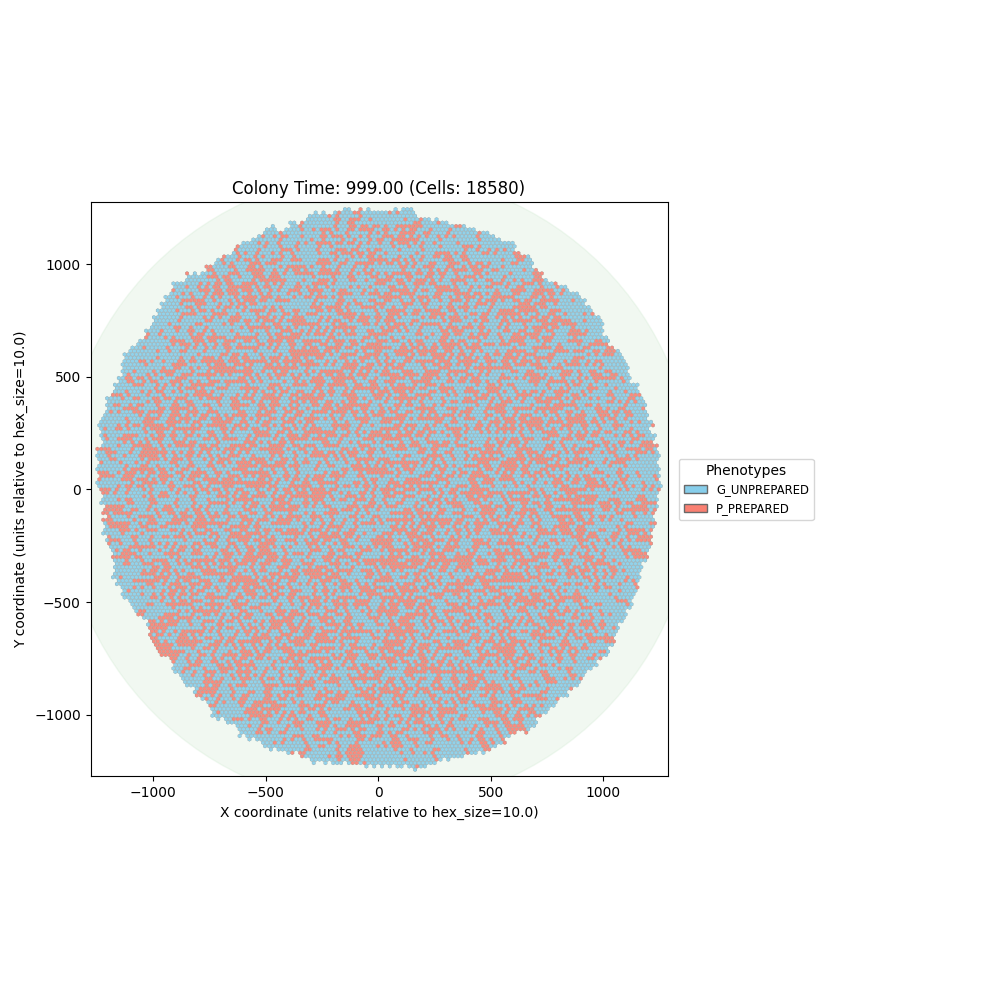 Colony Time: 999.00 (Cells: 18580)
Y coordinate (units relative to hex_size=10.0)
1000
500
0
−500
−1000
−1000
−500
0
500
1000
X coordinate (units relative to hex_size=10.0)
Phenotypes
G_UNPREPARED
P_PREPARED